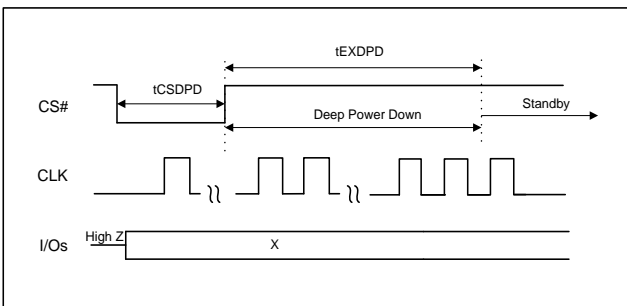 tEXDPD
tCSDPD
CS#
Deep Power Down
Standby
CLK
I/Os
High Z
X